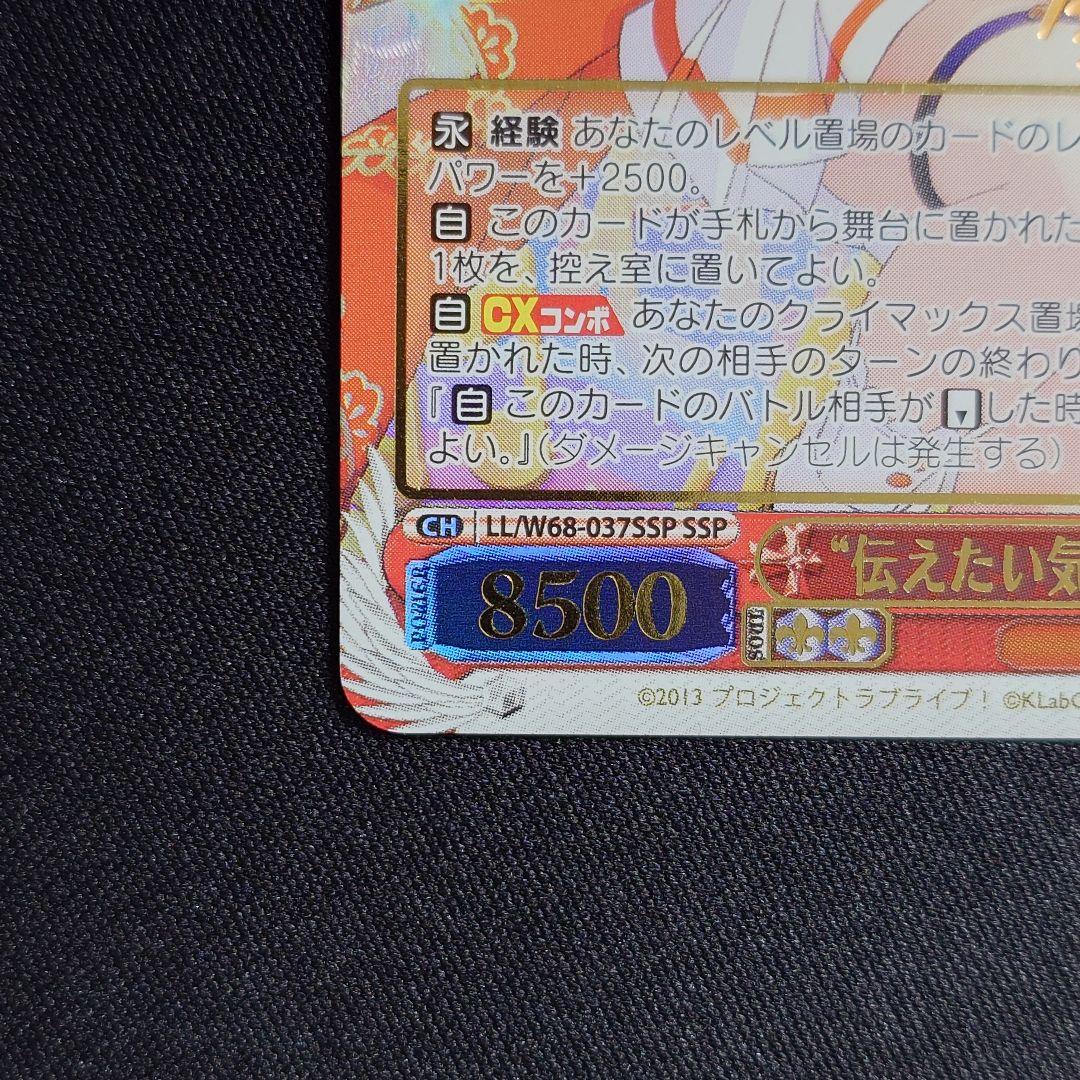 永 経験 あなたのレベル置場のカードのレ
パワーを+2500。
自 このカードが手札から舞台に置かれた
1枚を、控え室に置いてよい。
自 CXコンボ あなたのクライマックス置場
置かれた時、次の相手のターンの終わり
『自 このカードのバトル相手が した時
よい。』(ダメージキャンセルは発生する)
CH LL/W68-037SSP SSP
POWER 8500
“伝えたい気
SOUL
©2013 プロジェクトラブライブ! ©KLabG